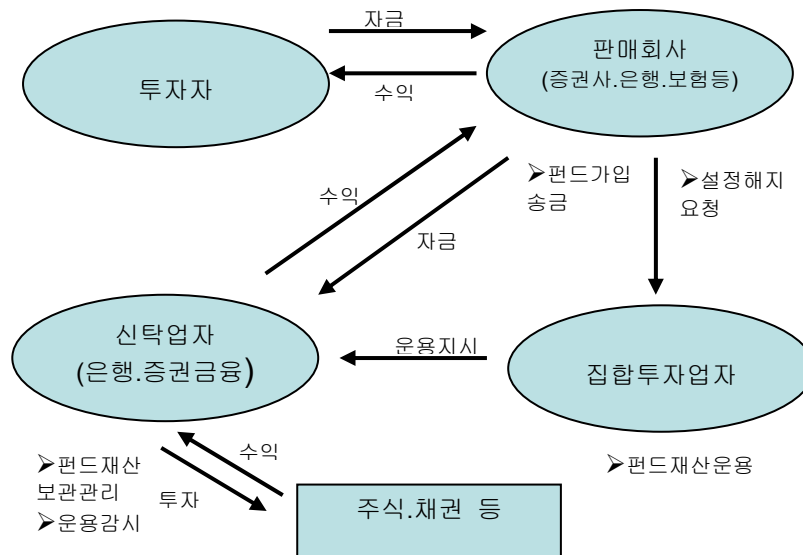 자금
판매회사
(증권사.은행.보험등)
투자자
수익
수익
➢펀드가입
송금
➢설정해지
요청
자금
신탁업자
(은행.증권금융)
운용지시
집합투자업자
수익
➢펀드재산
보관관리
➢운용감시
투자
➢펀드재산운용
주식.채권 등